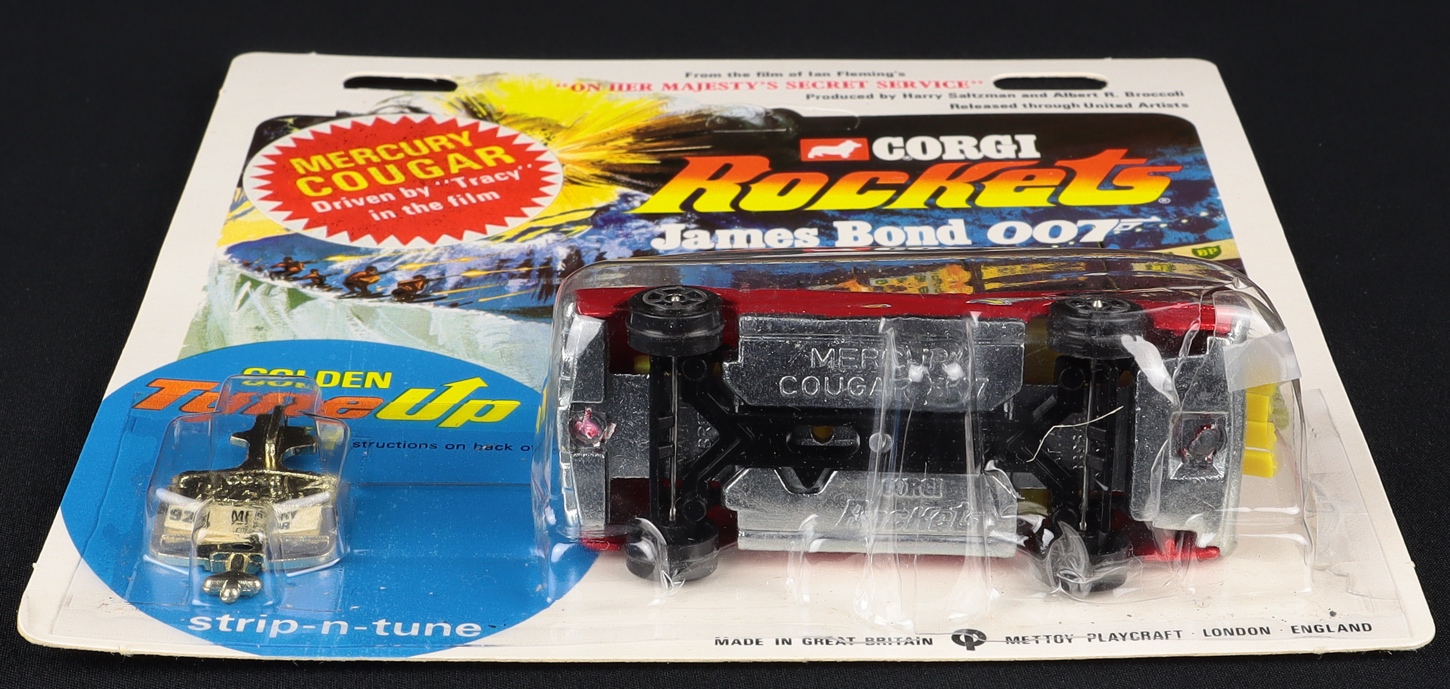 From the film of Ian Fleming's
"ON HER MAJESTY'S SECRET SERVICE"
Produced by Harry Saltzman and Albert R. Broccoli
Released through United Artists
MERCURY
COUGAR
Driven by "Tracy"
in the film
CORGI
Rockets®
James Bond 007
BP
GOLDEN
TuneUp
structions on back
MERCURY
COUGAR
CORGI
Rockets
strip-n-tune
MADE IN GREAT BRITAIN METTOY PLAYCRAFT · LONDON · ENGLAND